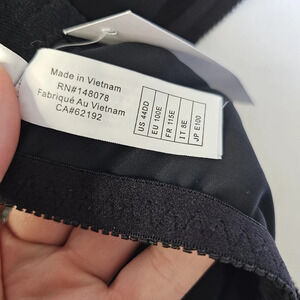 Made in Vietnam
RN#148078
Fabriqué Au Vietnam
CA#62192
US 44DD
EU 100E
FR 115E
IT 8E
JP E100